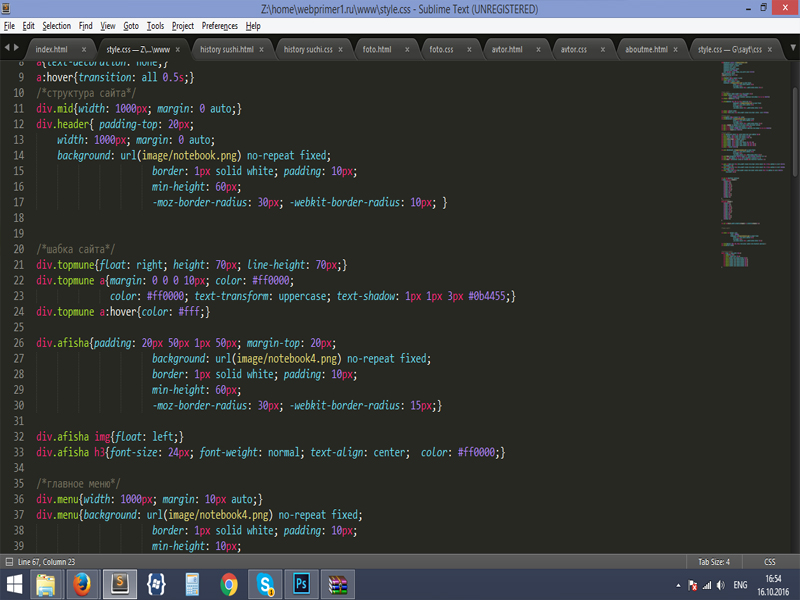 Z:\home\webprimer1.ru\www\style.css - Sublime Text (UNREGISTERED)
File Edit Selection Find View Goto Tools Project Preferences Help
index.html × style.css — Z\...\www × history sushi.html × history suchi.css × foto.html × foto.css × avtor.html × avtor.css × aboutme.html × style.css — G\sayt\css ×
8 a{text-decoration: none;}
9 a:hover{transition: all 0.5s;}
10 /*структура сайта*/
11 div.mid{width: 1000px; margin: 0 auto;}
12 div.header{ padding-top: 20px;
13 width: 1000px; margin: 0 auto;
14 background: url(image/notebook.png) no-repeat fixed;
15 border: 1px solid white; padding: 10px;
16 min-height: 60px;
17 -moz-border-radius: 30px; -webkit-border-radius: 10px; }
18
19
20 /*шабка сайта*/
21 div.topmune{float: right; height: 70px; line-height: 70px;}
22 div.topmune a{margin: 0 0 0 10px; color: #ff0000;
23 color: #ff0000; text-transform: uppercase; text-shadow: 1px 1px 3px #0b4455;}
24 div.topmune a:hover{color: #fff;}
25
26 div.afisha{padding: 20px 50px 1px 50px; margin-top: 20px;
27 background: url(image/notebook4.png) no-repeat fixed;
28 border: 1px solid white; padding: 10px;
29 min-height: 60px;
30 -moz-border-radius: 30px; -webkit-border-radius: 15px;}
31
32 div.afisha img{float: left;}
33 div.afisha h3{font-size: 24px; font-weight: normal; text-align: center; color: #ff0000;}
34
35 /*главное меню*/
36 div.menu{width: 1000px; margin: 10px auto;}
37 div.menu{background: url(image/notebook4.png) no-repeat fixed;
38 border: 1px solid white; padding: 10px;
39 min-height: 10px;
Line 67, Column 23 Tab Size: 4 CSS
ENG 16:54
16.10.2016